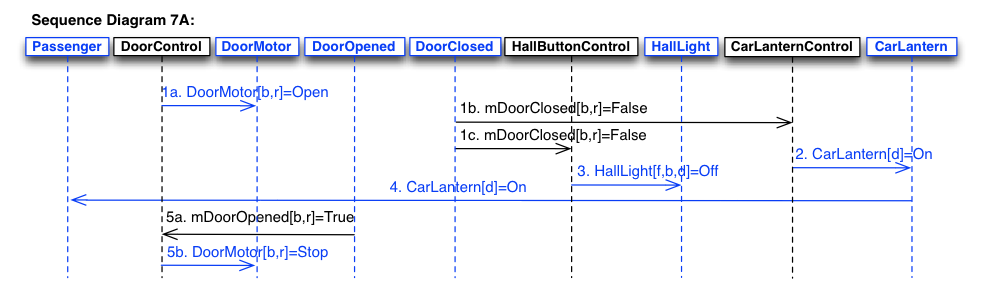 Sequence Diagram 7A:
Passenger DoorControl DoorMotor DoorOpened DoorClosed HallButtonControl HallLight CarLanternControl CarLantern
1a. DoorMotor[b,r]=Open
1b. mDoorClosed[b,r]=False
1c. mDoorClosed[b,r]=False
2. CarLantern[d]=On
3. HallLight[f,b,d]=Off
4. CarLantern[d]=On
5a. mDoorOpened[b,r]=True
5b. DoorMotor[b,r]=Stop